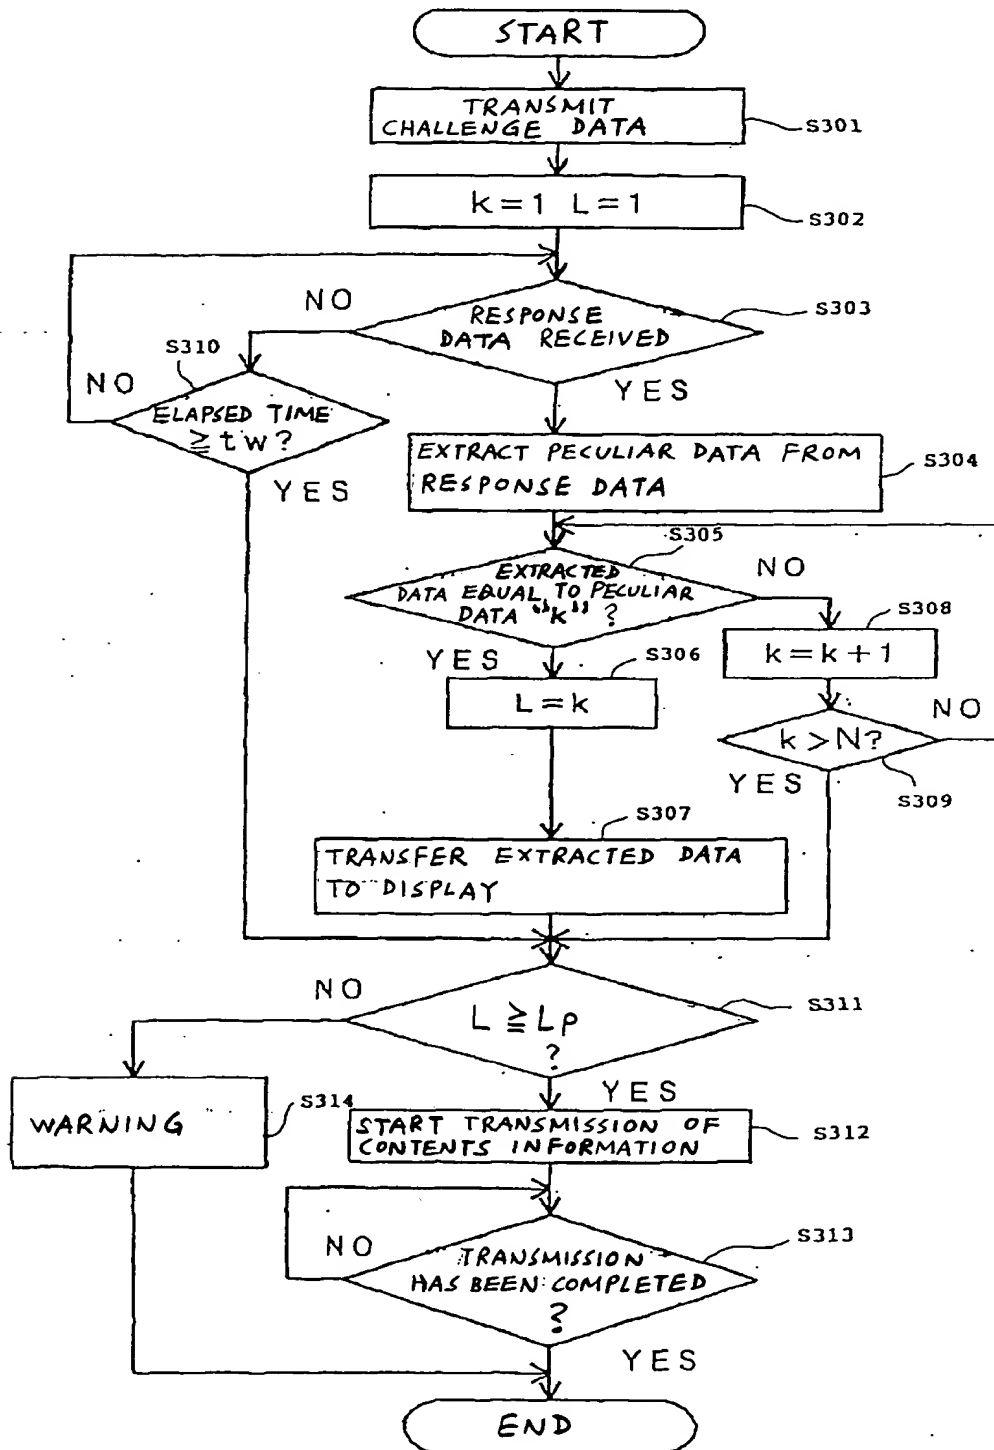 START
TRANSMIT
CHALLENGE DATA
S301
k=1 L=1
S302
NO
RESPONSE
DATA RECEIVED
S303
YES
S310
NO
ELAPSED TIME
≧tw?
YES
EXTRACT PECULIAR DATA FROM
RESPONSE DATA
S304
S305
EXTRACTED
DATA EQUAL TO PECULIAR
DATA "k" ?
NO
YES
S308
k=k+1
S306
L=k
k>N?
NO
YES
S309
S307
TRANSFER EXTRACTED DATA
TO DISPLAY
NO
L≧Lp
?
S311
YES
WARNING
S314
START TRANSMISSION OF
CONTENTS INFORMATION
S312
NO
TRANSMISSION
HAS BEEN COMPLETED
?
S313
YES
END